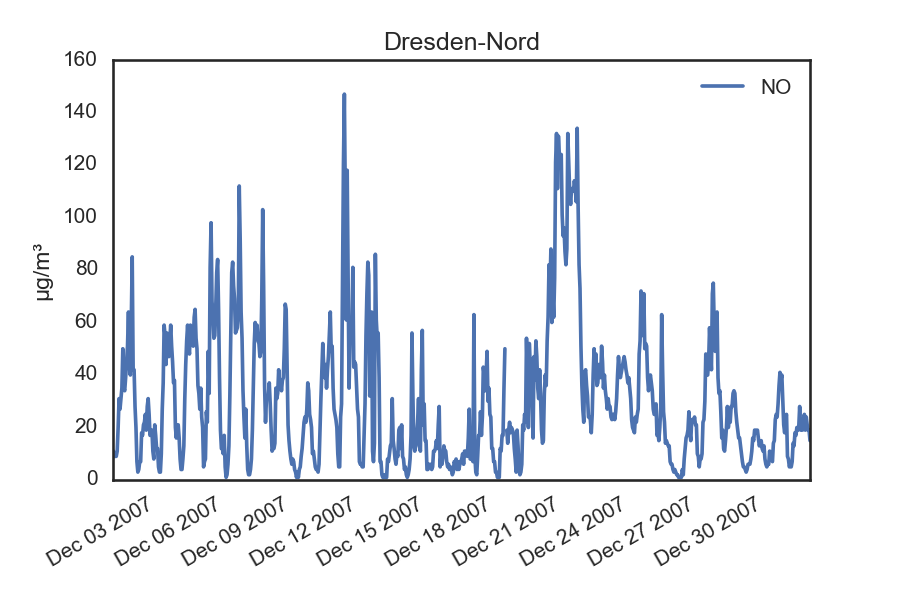 Dresden-Nord
160
140
120
100
80
60
40
20
0
µg/m³
NO
Dec 03 2007
Dec 06 2007
Dec 09 2007
Dec 12 2007
Dec 15 2007
Dec 18 2007
Dec 21 2007
Dec 24 2007
Dec 27 2007
Dec 30 2007